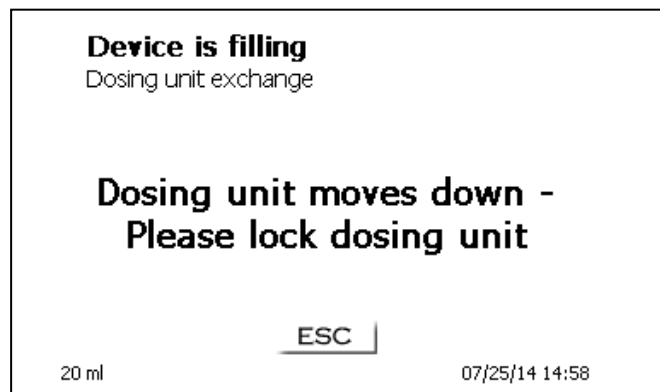 Device is filling
Dosing unit exchange
Dosing unit moves down -
Please lock dosing unit
ESC
20 ml 07/25/14 14:58